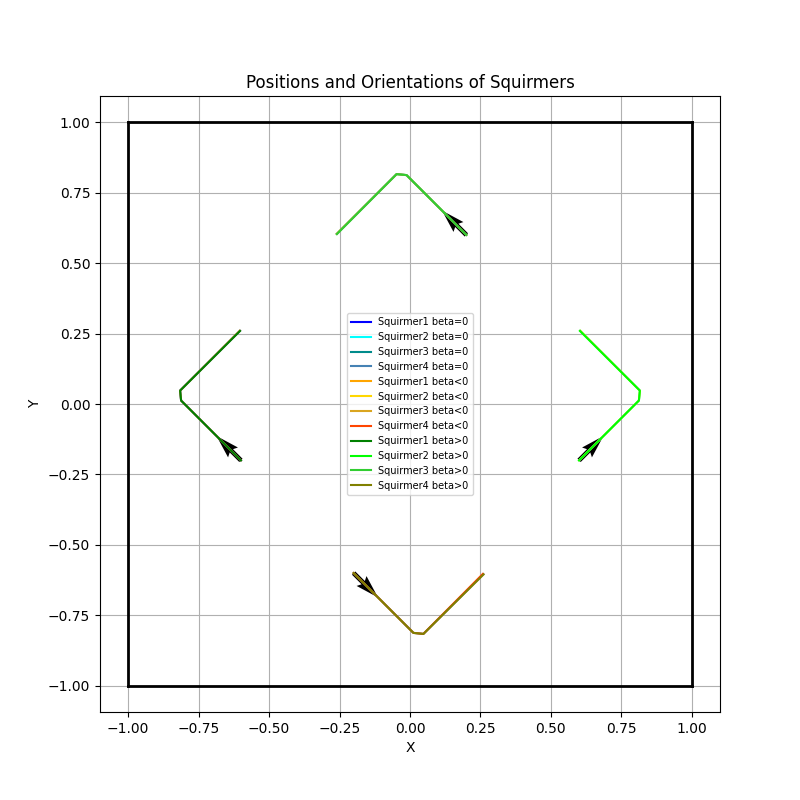 Positions and Orientations of Squirmers
1.00
0.75
0.50
0.25
0.00
−0.25
−0.50
−0.75
−1.00
Y
Squirmer1 beta=0
Squirmer2 beta=0
Squirmer3 beta=0
Squirmer4 beta=0
Squirmer1 beta<0
Squirmer2 beta<0
Squirmer3 beta<0
Squirmer4 beta<0
Squirmer1 beta>0
Squirmer2 beta>0
Squirmer3 beta>0
Squirmer4 beta>0
−1.00 −0.75 −0.50 −0.25 0.00 0.25 0.50 0.75 1.00
X